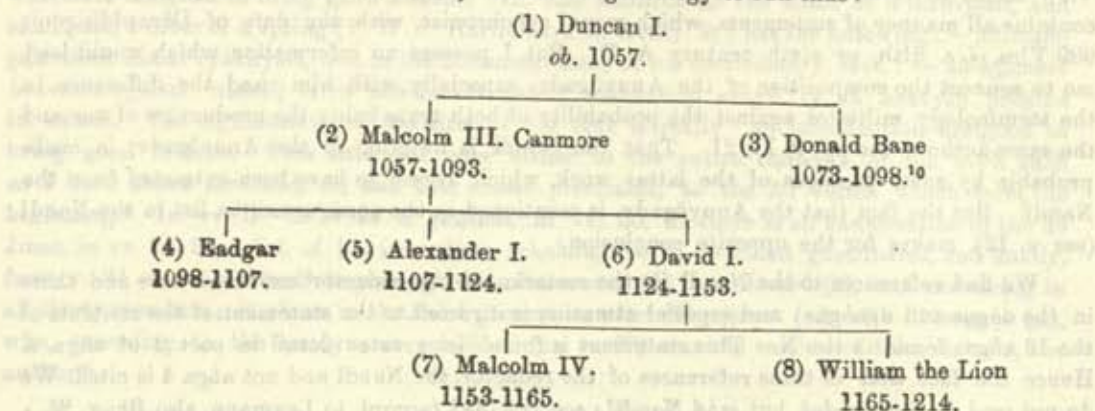 (1) Duncan I.
ob. 1057.
(2) Malcolm III. Canmore (3) Donald Bane
1057-1093. 1073-1098.¹⁰
(4) Eadgar (5) Alexander I. (6) David I.
1098-1107. 1107-1124. 1124-1153.
(7) Malcolm IV. (8) William the Lion
1153-1165. 1165-1214.